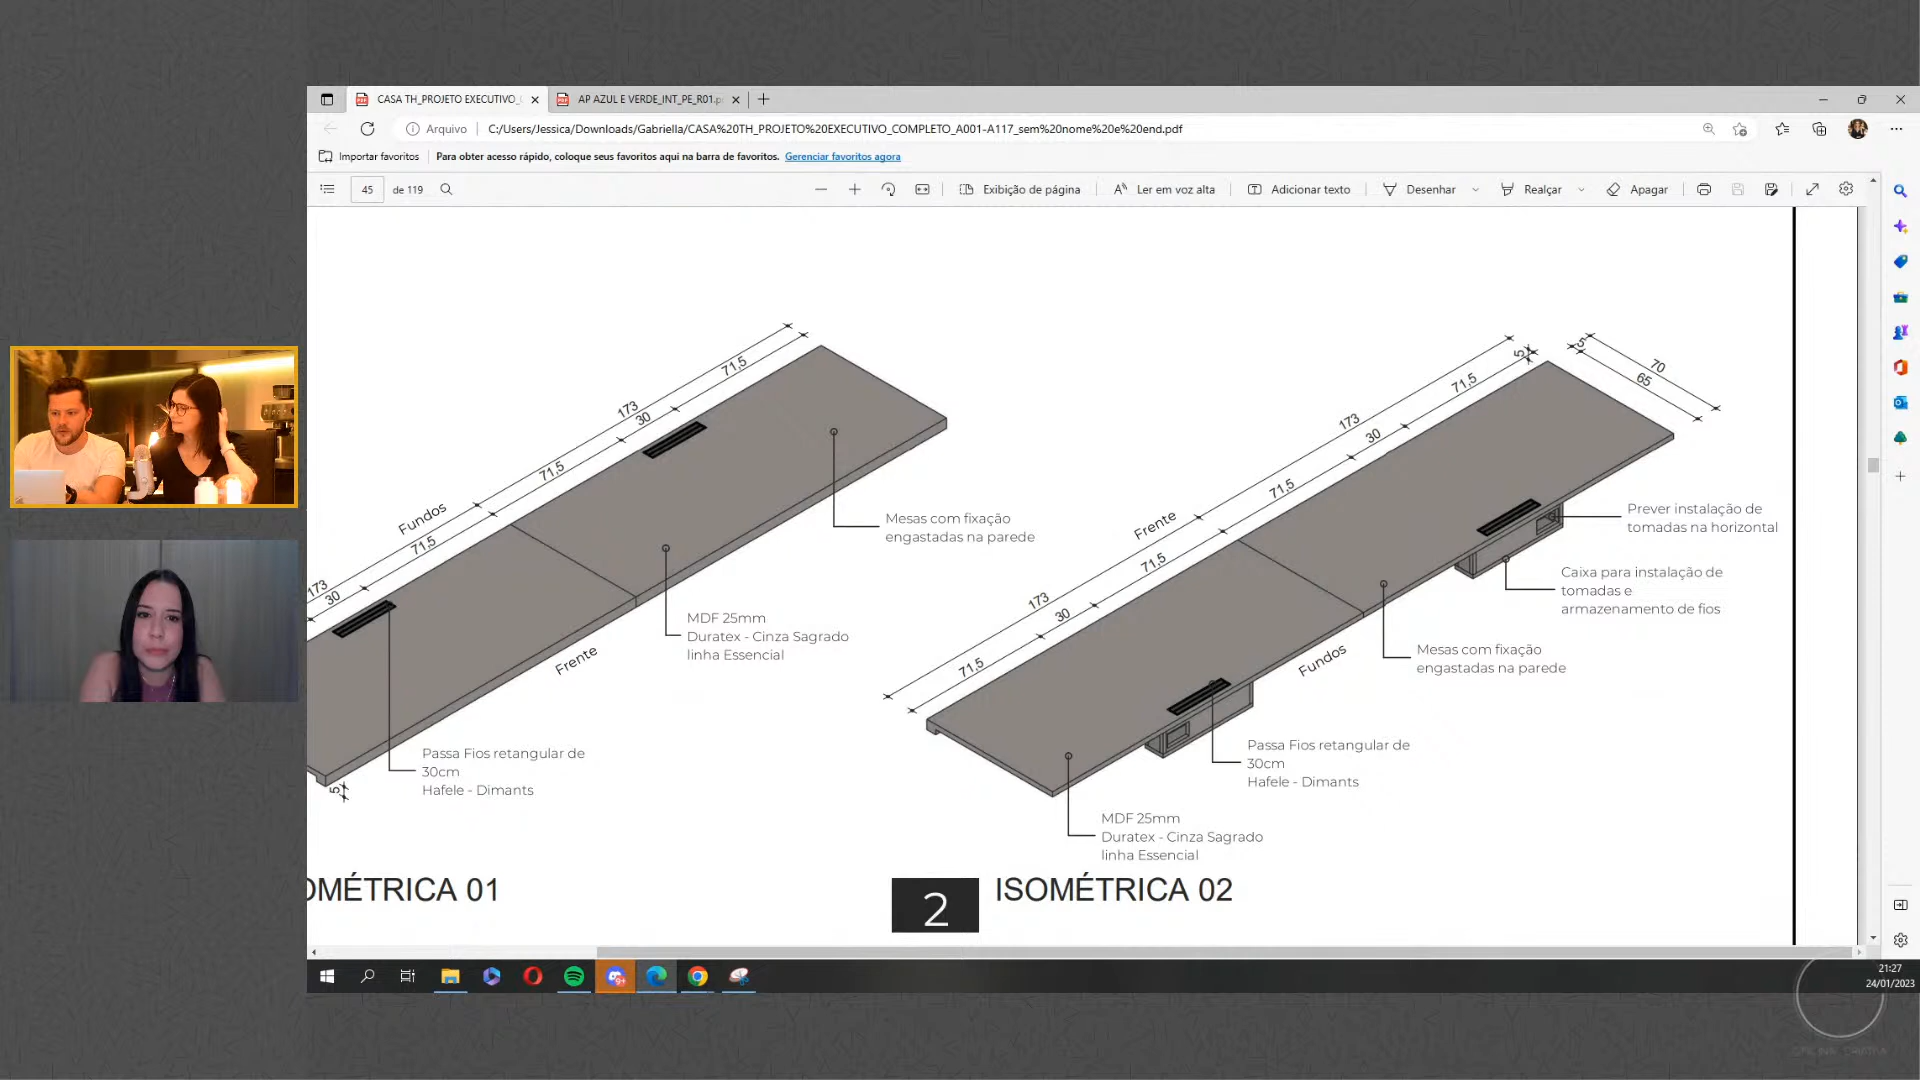 CASA TH_PROJETO EXECUTIVO_
AP AZUL E VERDE_INT_PE_R01.p
Arquivo
C:/Users/Jessica/Downloads/Gabriella/CASA%20TH_PROJETO%20EXECUTIVO_COMPLETO_A001-A117_sem%20nome%20e%20end.pdf
Importar favoritos
Para obter acesso rápido, coloque seus favoritos aqui na barra de favoritos. Gerenciar favoritos agora
45 de 119
Exibição de página
Ler em voz alta
Adicionar texto
Desenhar
Realçar
Apagar
173
30
71,5
Fundos
71,5
173
30
71,5
Mesas com fixação
engastadas na parede
MDF 25mm
Duratex - Cinza Sagrado
linha Essencial
Frente
Passa Fios retangular de
30cm
Hafele - Dimants
5
OMÉTRICA 01
71,5
30
173
71,5
Frente
71,5
30
173
71,5
5
5
70
65
Prever instalação de
tomadas na horizontal
Caixa para instalação de
tomadas e
armazenamento de fios
Mesas com fixação
engastadas na parede
Fundos
Passa Fios retangular de
30cm
Hafele - Dimants
MDF 25mm
Duratex - Cinza Sagrado
linha Essencial
2
ISOMÉTRICA 02
9+
21:27
24/01/2023